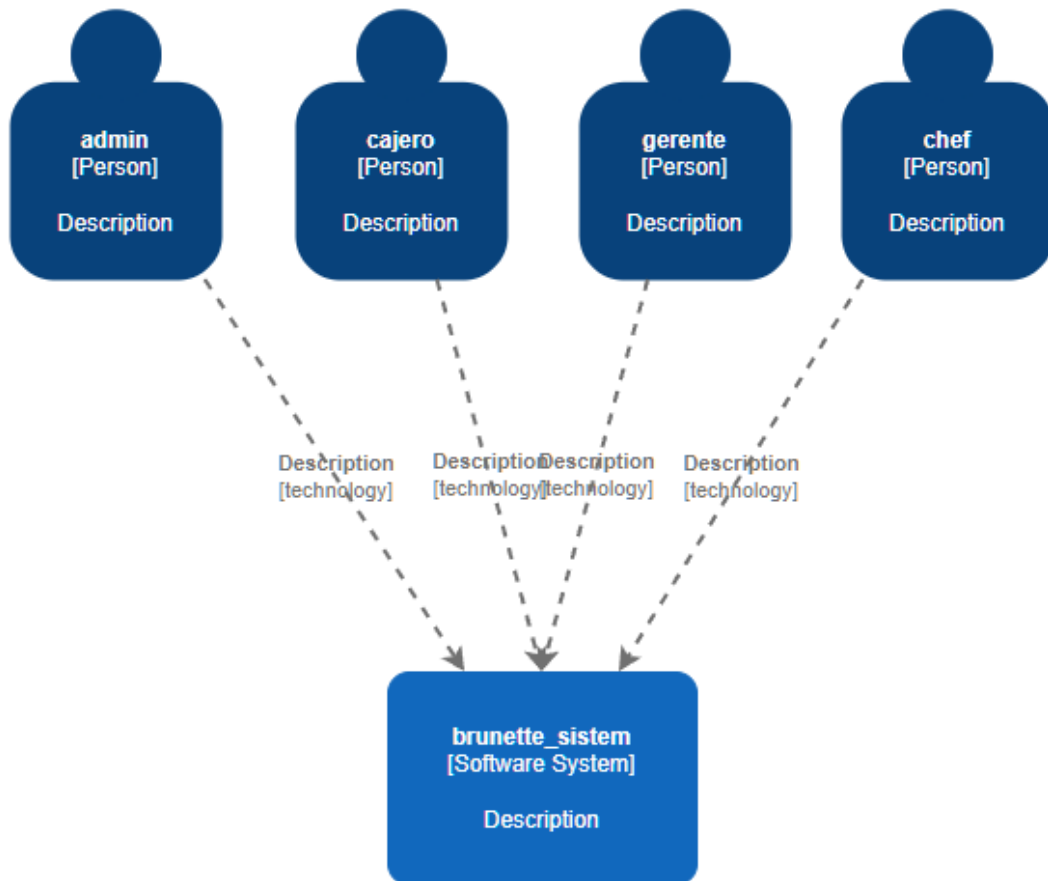 admin
[Person]
Description
cajero
[Person]
Description
gerente
[Person]
Description
chef
[Person]
Description
Description
[technology]
Description
[technology]
Description
[technology]
Description
[technology]
brunette_sistem
[Software System]
Description